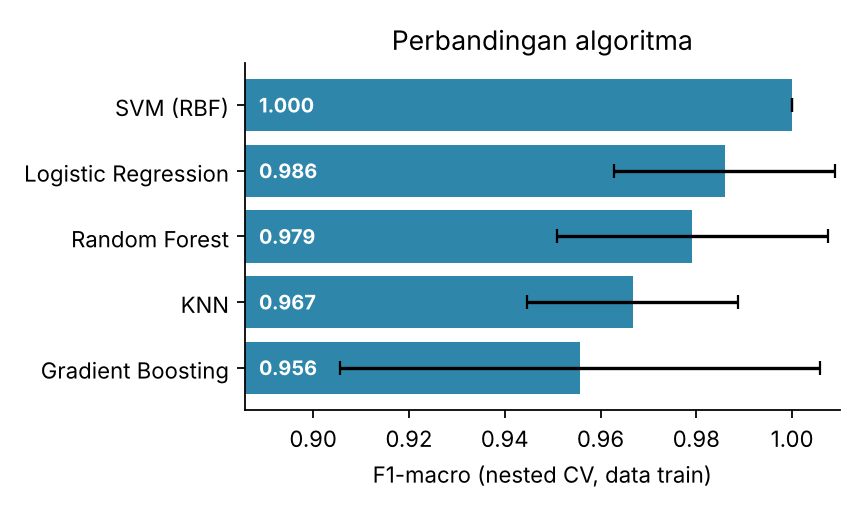 Perbandingan algoritma
SVM (RBF) 1.000
Logistic Regression 0.986
Random Forest 0.979
KNN 0.967
Gradient Boosting 0.956
0.90 0.92 0.94 0.96 0.98 1.00
F1-macro (nested CV, data train)